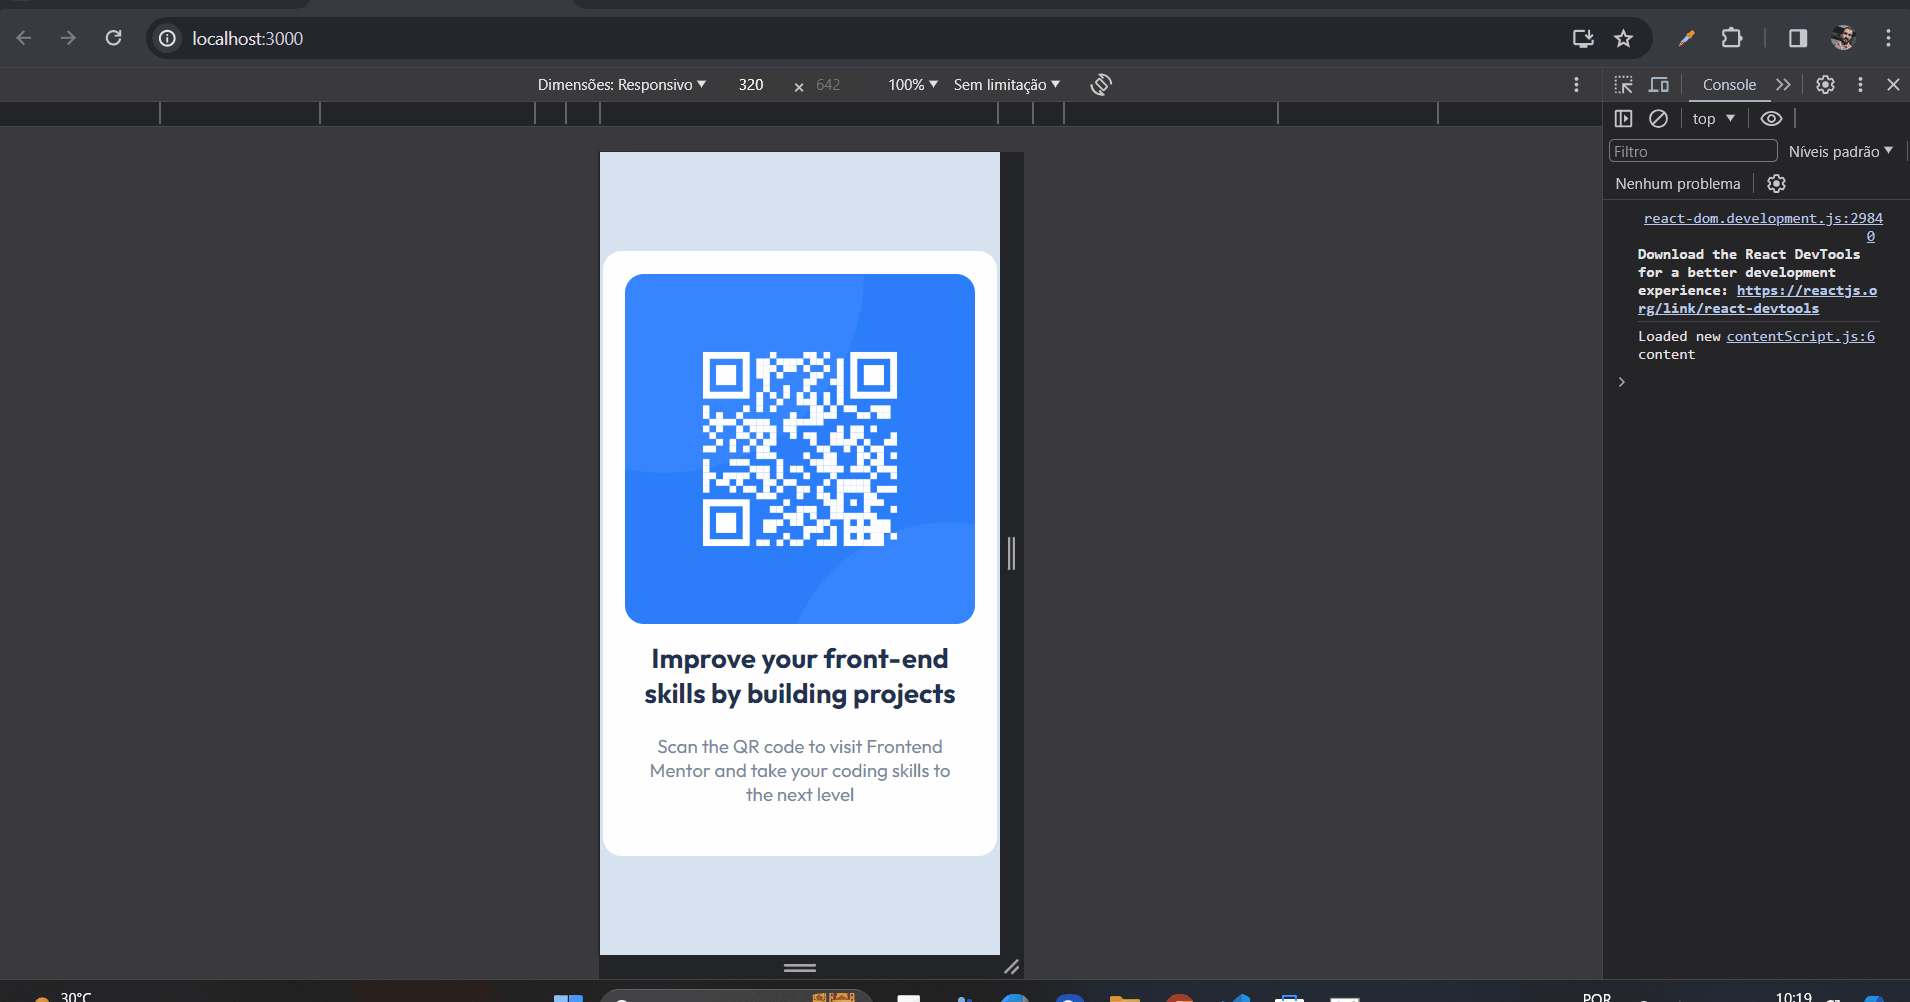 localhost:3000
Dimensões: Responsivo 320 × 642 100% Sem limitação
Console
top
Filtro Níveis padrão
Nenhum problema
react-dom.development.js:2984
0
Download the React DevTools
for a better development
experience: https://reactjs.o
rg/link/react-devtools
Loaded new contentScript.js:6
content
Improve your front-end
skills by building projects
Scan the QR code to visit Frontend
Mentor and take your coding skills to
the next level
30°C
POR
10:19